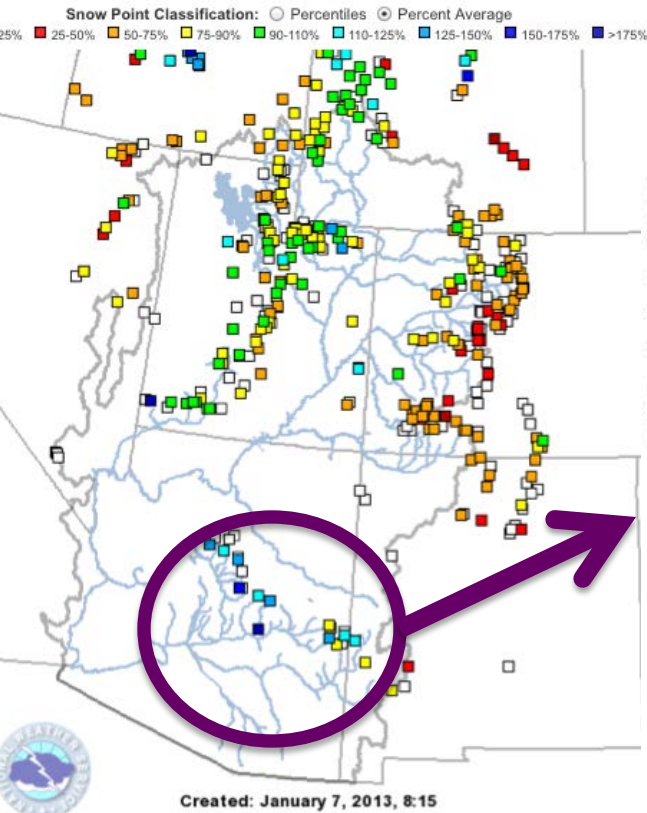 Snow Point Classification: Percentiles Percent Average
25% 25-50% 50-75% 75-90% 90-110% 110-125% 125-150% 150-175% >175%
Created: January 7, 2013, 8:15